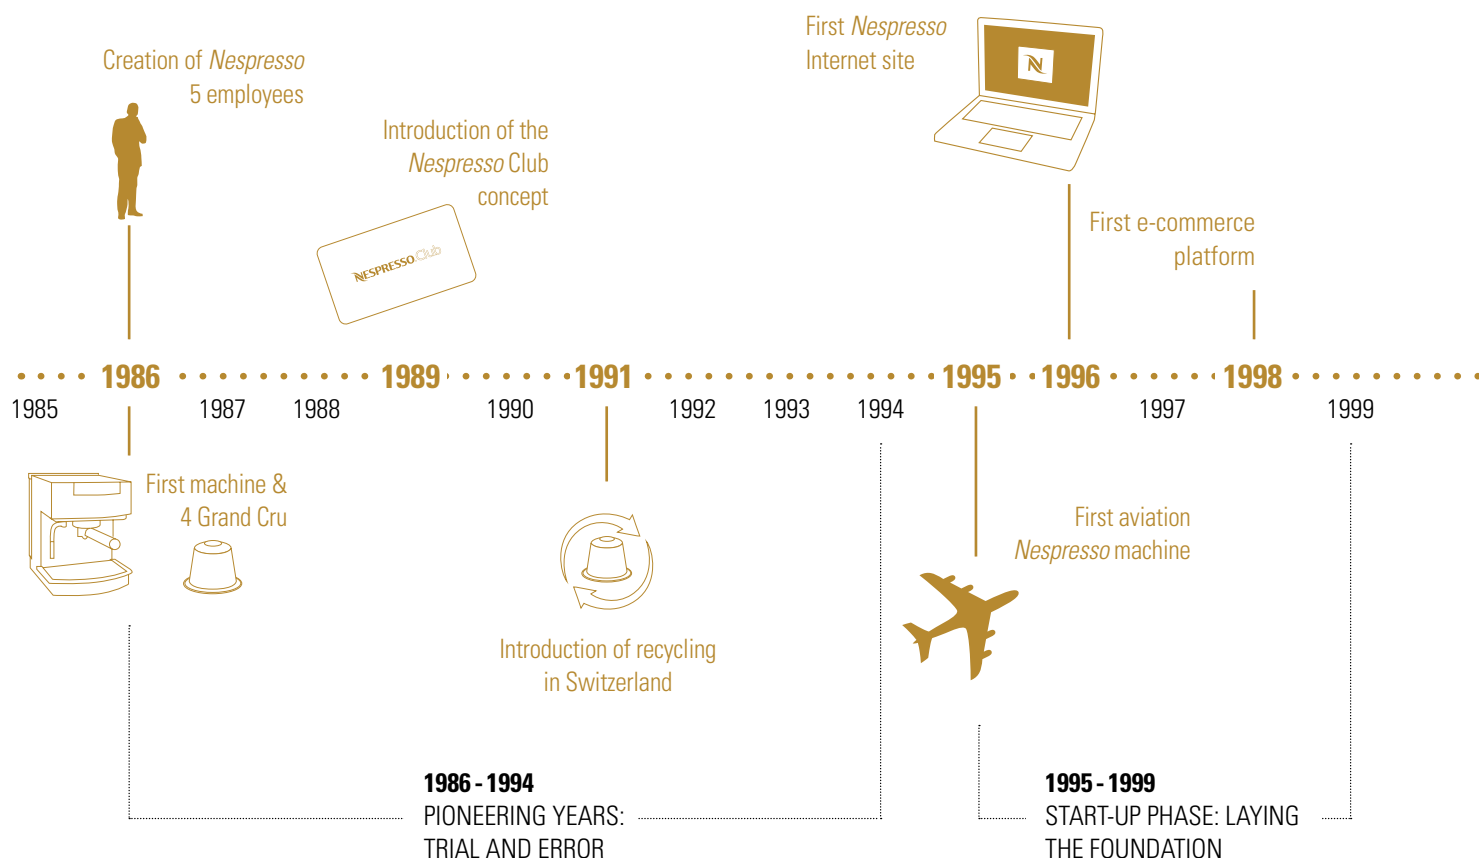 Creation of Nespresso
5 employees
Introduction of the
Nespresso Club
concept
NESPRESSO.Club
First Nespresso
Internet site
N
First e-commerce
platform
1986
1989
1991
1995
1996
1998
1985
1987
1988
1990
1992
1993
1994
1997
1999
First machine &
4 Grand Cru
Introduction of recycling
in Switzerland
First aviation
Nespresso machine
1986 - 1994
PIONEERING YEARS:
TRIAL AND ERROR
1995 - 1999
START-UP PHASE: LAYING
THE FOUNDATION